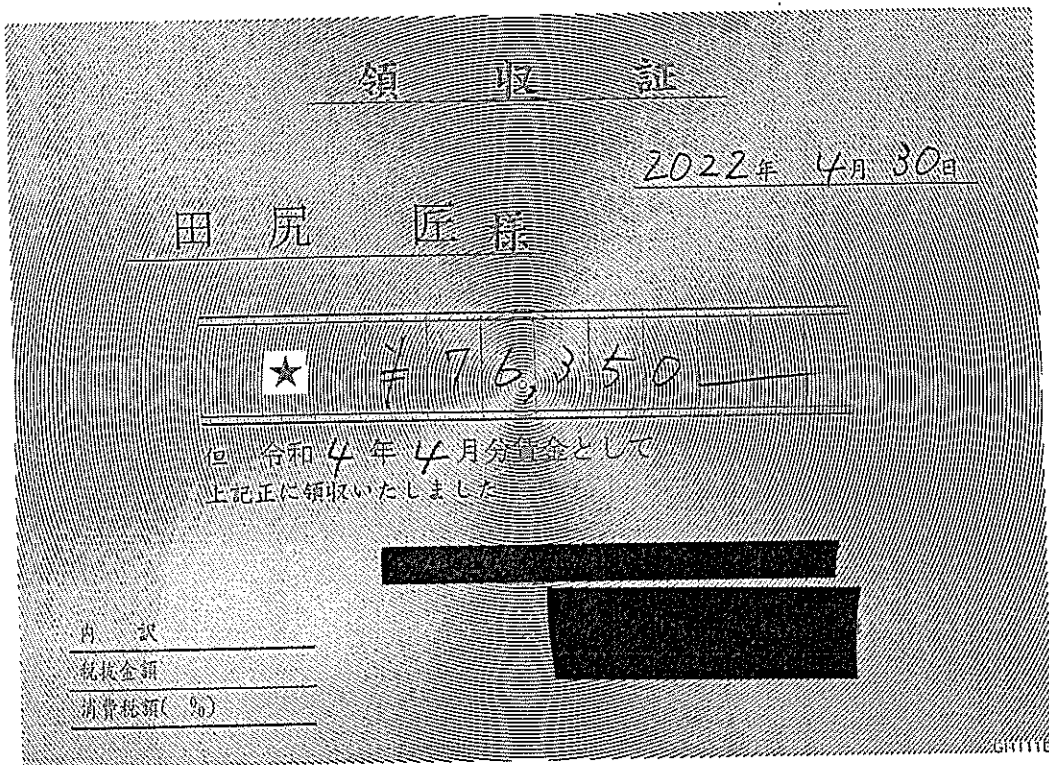 領収証
2022年 4月 30日
田尻 匠 様
★ ¥76,350
但 令和4年4月分賃金として
上記正に領収いたしました
内 訳
税抜金額
消費税額( %)